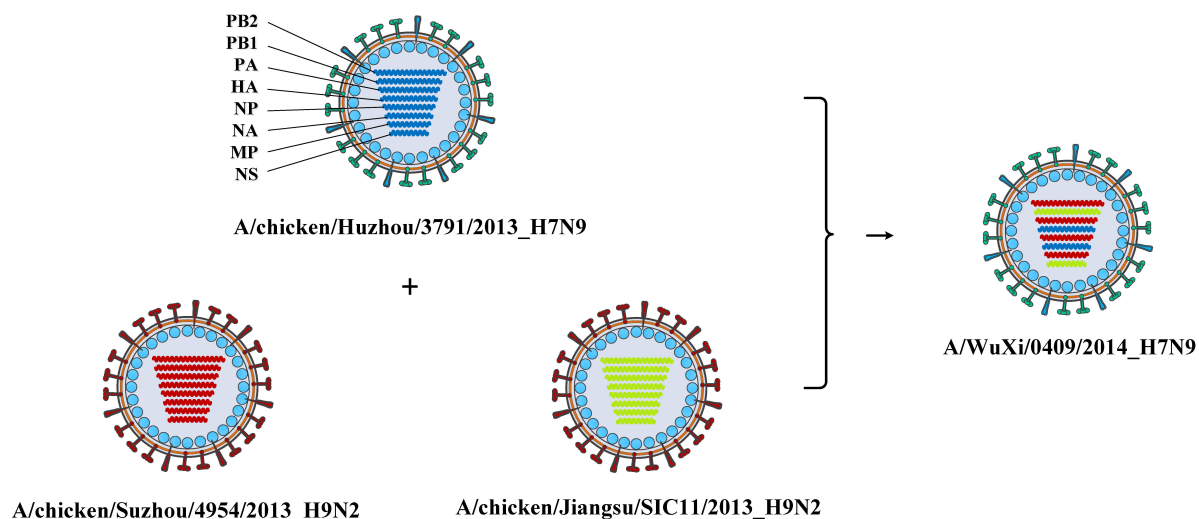 PB2
PB1
PA
HA
NP
NA
MP
NS
A/chicken/Huzhou/3791/2013_H7N9
+
A/WuXi/0409/2014_H7N9
A/chicken/Suzhou/4954/2013_H9N2
A/chicken/Jiangsu/SIC11/2013_H9N2